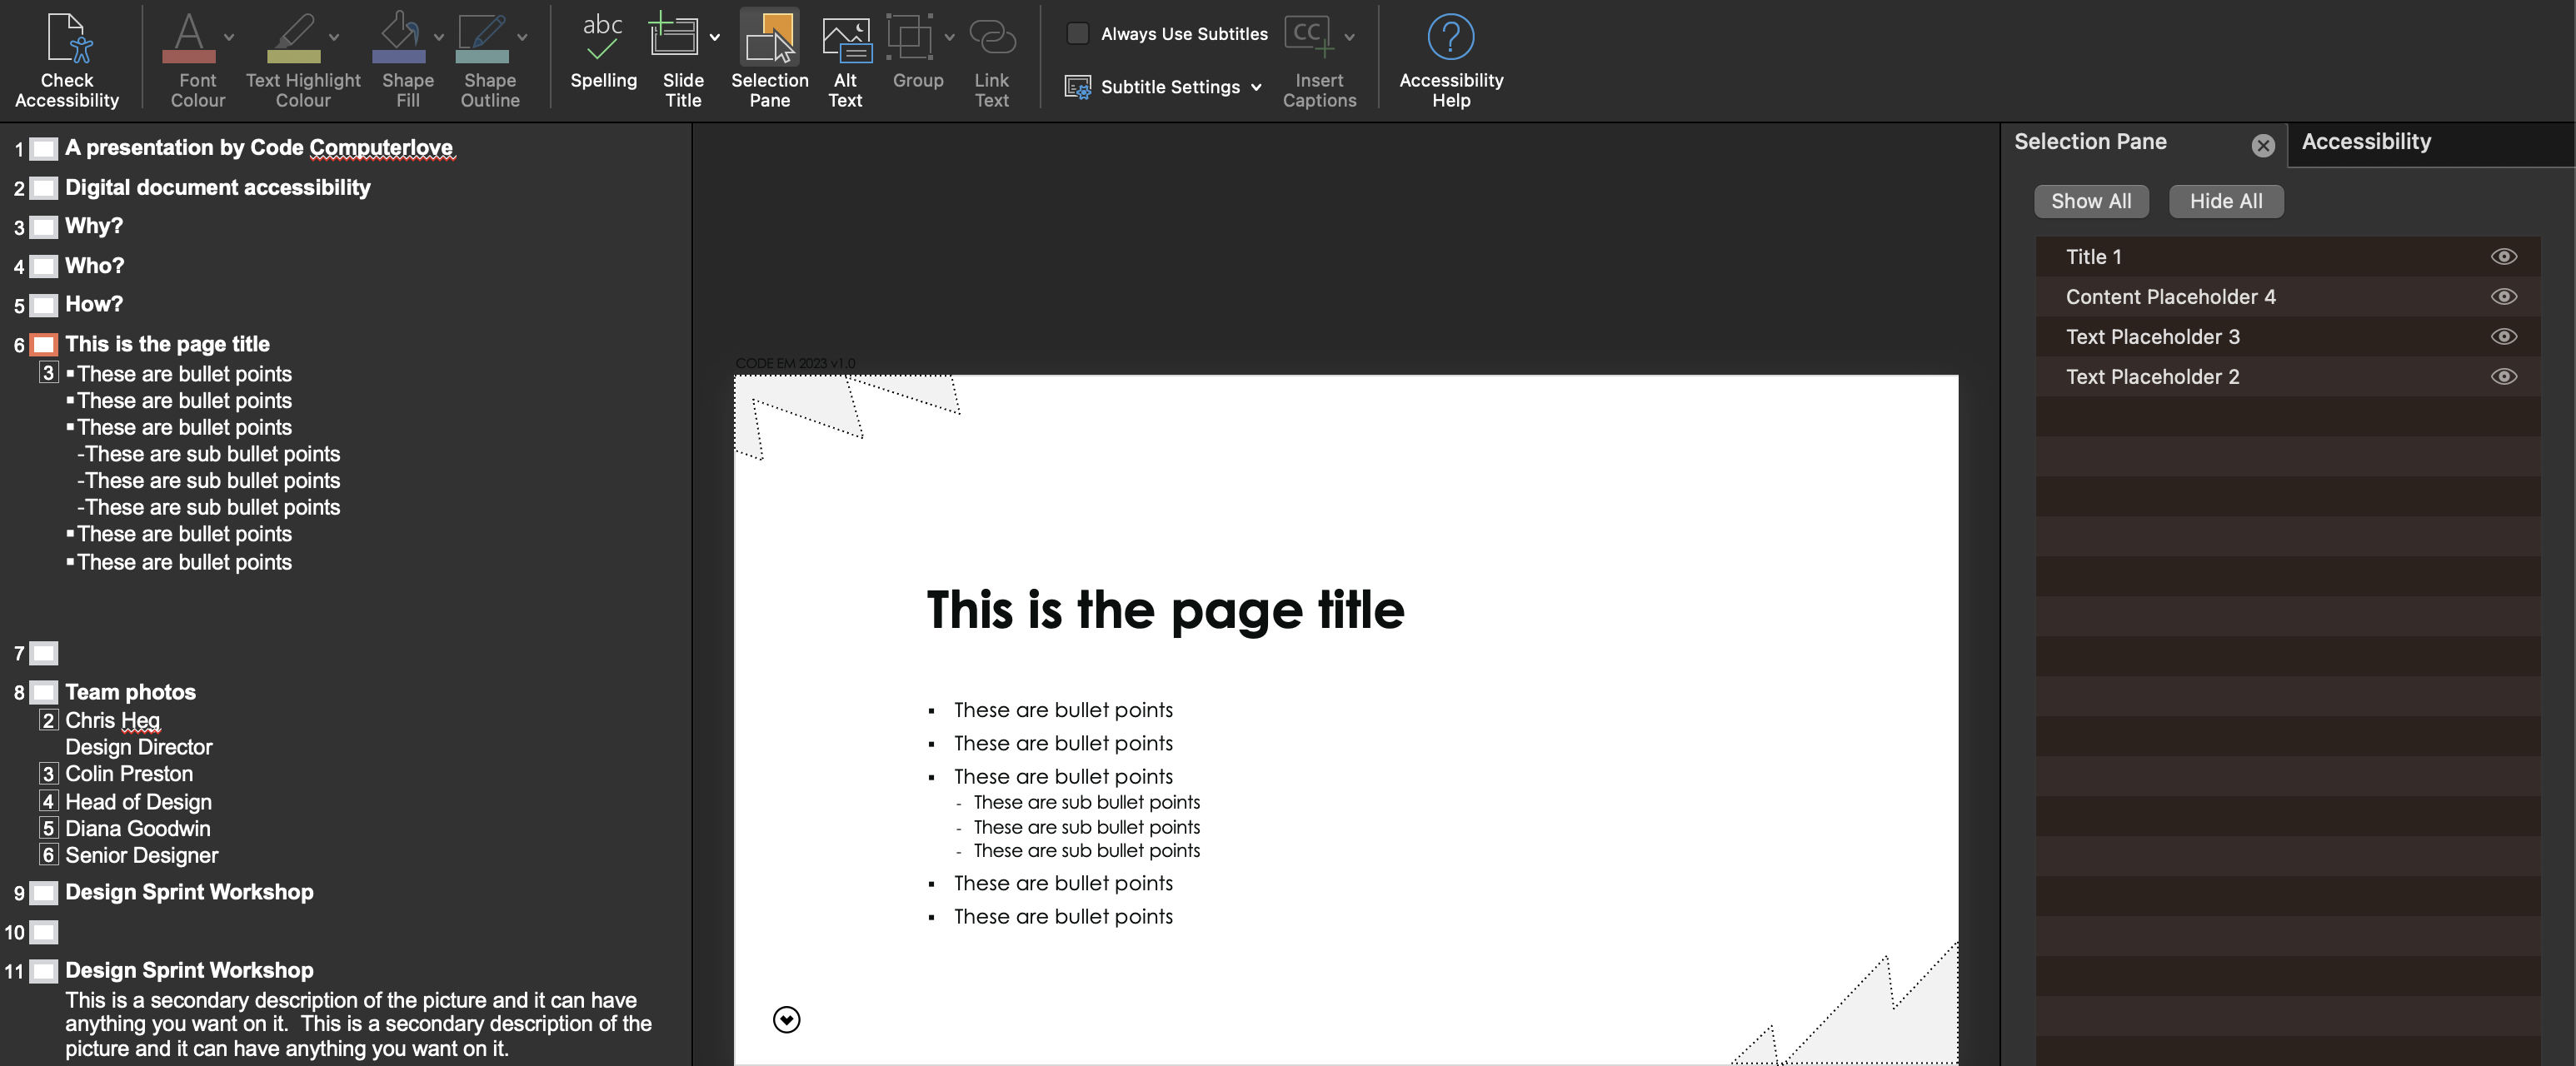 Check Accessibility
Font Colour
Text Highlight Colour
Shape Fill
Shape Outline
abc
Spelling
Slide Title
Selection Pane
Alt Text
Group
Link Text
Always Use Subtitles
Subtitle Settings
CC
Insert Captions
?
Accessibility Help
1 A presentation by Code Computerlove
2 Digital document accessibility
3 Why?
4 Who?
5 How?
6 This is the page title
3 ▪These are bullet points
▪These are bullet points
▪These are bullet points
-These are sub bullet points
-These are sub bullet points
-These are sub bullet points
▪These are bullet points
▪These are bullet points
7
8 Team photos
2 Chris Heg
Design Director
3 Colin Preston
4 Head of Design
5 Diana Goodwin
6 Senior Designer
9 Design Sprint Workshop
10
11 Design Sprint Workshop
This is a secondary description of the picture and it can have
anything you want on it.  This is a secondary description of the
picture and it can have anything you want on it.
CODE EM 2023 v1.0
This is the page title
▪ These are bullet points
▪ These are bullet points
▪ These are bullet points
- These are sub bullet points
- These are sub bullet points
- These are sub bullet points
▪ These are bullet points
▪ These are bullet points
Selection Pane
Accessibility
Show All
Hide All
Title 1
Content Placeholder 4
Text Placeholder 3
Text Placeholder 2